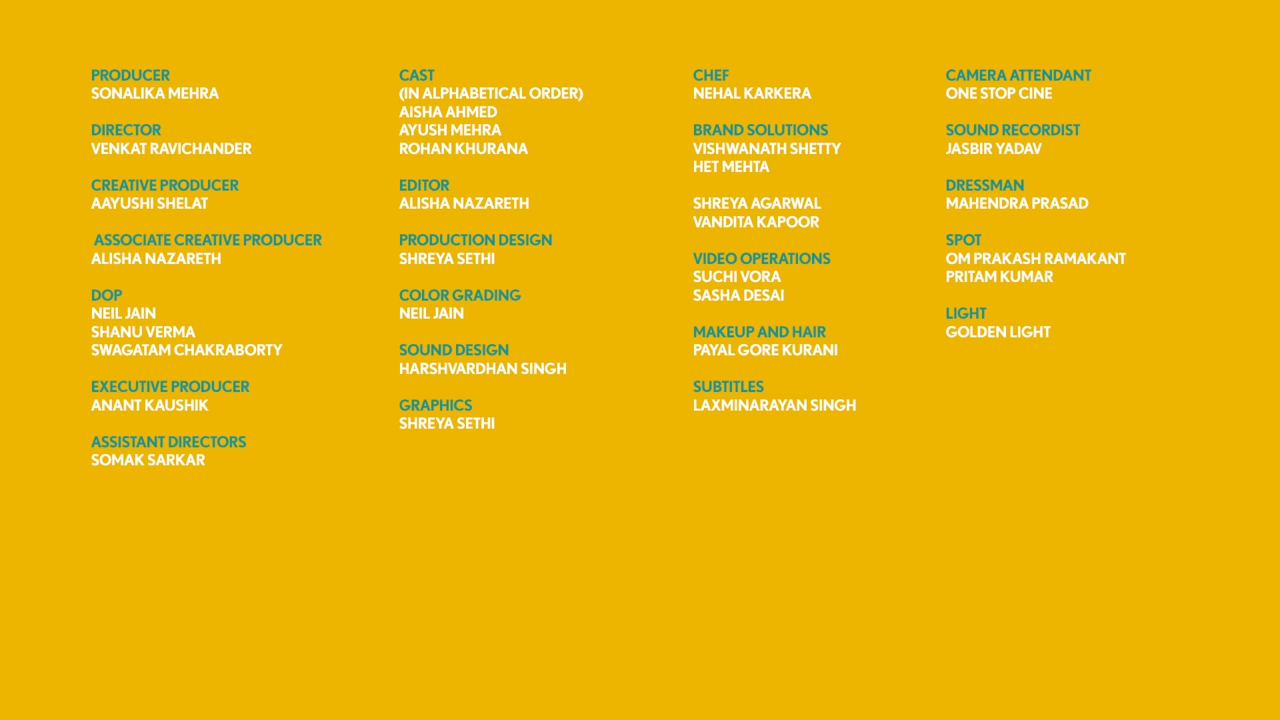 PRODUCER
SONALIKA MEHRA
DIRECTOR
VENKAT RAVICHANDER
CREATIVE PRODUCER
AAYUSHI SHELAT
ASSOCIATE CREATIVE PRODUCER
ALISHA NAZARETH
DOP
NEIL JAIN
SHANU VERMA
SWAGATAM CHAKRABORTY
EXECUTIVE PRODUCER
ANANT KAUSHIK
ASSISTANT DIRECTORS
SOMAK SARKAR
CAST
(IN ALPHABETICAL ORDER)
AISHA AHMED
AYUSH MEHRA
ROHAN KHURANA
EDITOR
ALISHA NAZARETH
PRODUCTION DESIGN
SHREYA SETHI
COLOR GRADING
NEIL JAIN
SOUND DESIGN
HARSHVARDHAN SINGH
GRAPHICS
SHREYA SETHI
CHEF
NEHAL KARKERA
BRAND SOLUTIONS
VISHWANATH SHETTY
HET MEHTA
SHREYA AGARWAL
VANDITA KAPOOR
VIDEO OPERATIONS
SUCHI VORA
SASHA DESAI
MAKEUP AND HAIR
PAYAL GORE KURANI
SUBTITLES
LAXMINARAYAN SINGH
CAMERA ATTENDANT
ONE STOP CINE
SOUND RECORDIST
JASBIR YADAV
DRESSMAN
MAHENDRA PRASAD
SPOT
OM PRAKASH RAMAKANT
PRITAM KUMAR
LIGHT
GOLDEN LIGHT